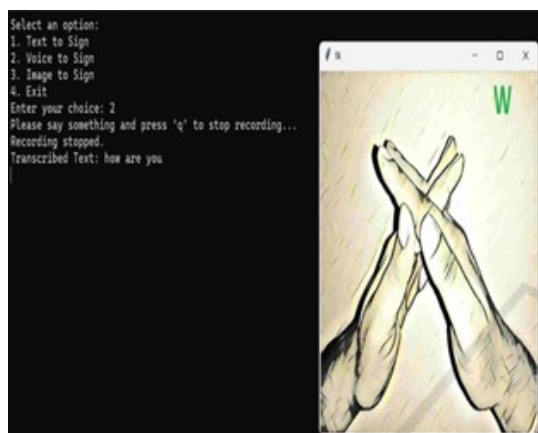 Select an option:
1. Text to Sign
2. Voice to Sign
3. Image to Sign
4. Exit
Enter your choice: 2
Please say something and press 'q' to stop recording...
Recording stopped.
Transcribed Text: how are you
tk
W